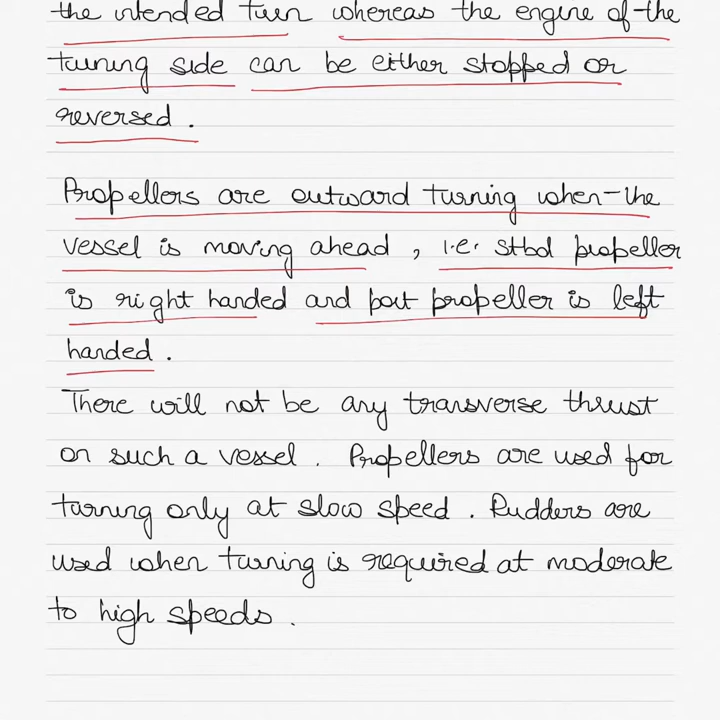 the intended turn whereas the engine of the
turning side can be either stopped or
reversed .
Propellers are outward turning when the
vessel is moving ahead , i.e. stbd propeller
is right handed and port propeller is left
handed .
There will not be any transverse thrust
on such a vessel . Propellers are used for
turning only at slow speed . Rudders are
used when turning is required at moderate
to high speeds .